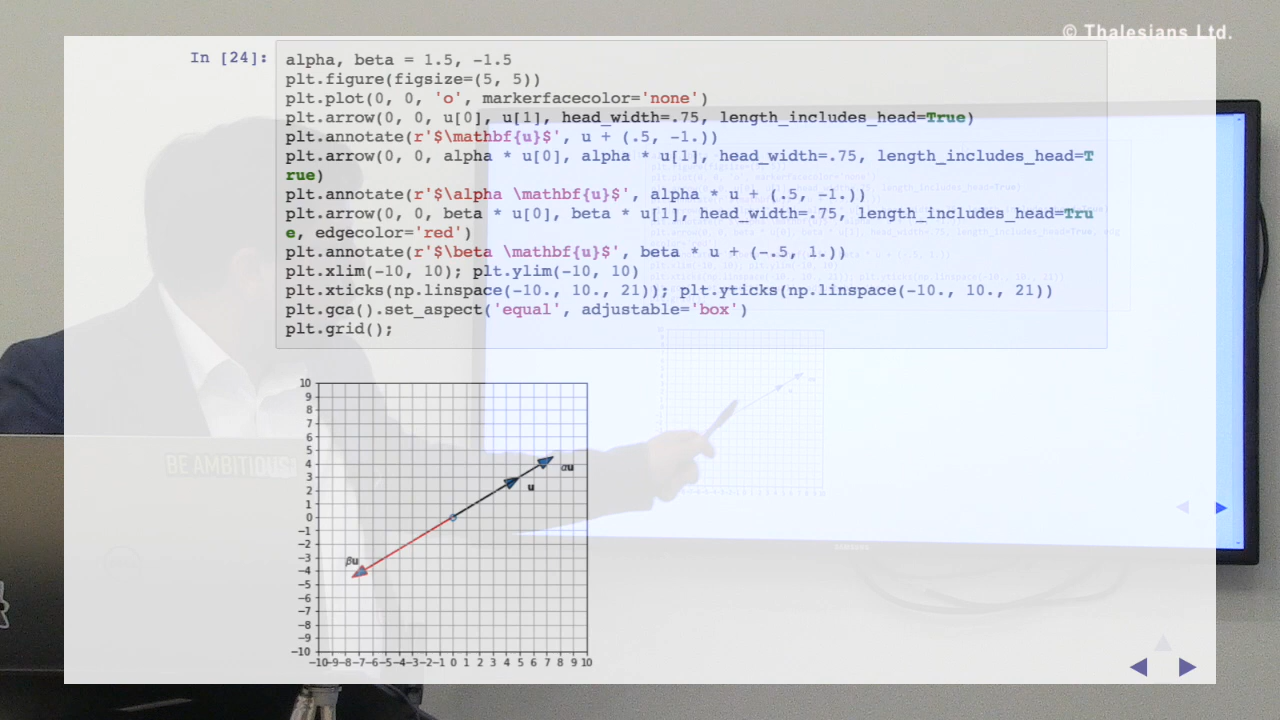 © Thalesians Ltd.
In [24]:
alpha, beta = 1.5, -1.5
plt.figure(figsize=(5, 5))
plt.plot(0, 0, 'o', markerfacecolor='none')
plt.arrow(0, 0, u[0], u[1], head_width=.75, length_includes_head=True)
plt.annotate(r'$\mathbf{u}$', u + (.5, -1.))
plt.arrow(0, 0, alpha * u[0], alpha * u[1], head_width=.75, length_includes_head=T
rue)
plt.annotate(r'$\alpha \mathbf{u}$', alpha * u + (.5, -1.))
plt.arrow(0, 0, beta * u[0], beta * u[1], head_width=.75, length_includes_head=Tru
e, edgecolor='red')
plt.annotate(r'$\beta \mathbf{u}$', beta * u + (-.5, 1.))
plt.xlim(-10, 10); plt.ylim(-10, 10)
plt.xticks(np.linspace(-10., 10., 21)); plt.yticks(np.linspace(-10., 10., 21))
plt.gca().set_aspect('equal', adjustable='box')
plt.grid();
10
9
8
7
6
5
4
3
2
1
0
−1
−2
−3
−4
−5
−6
−7
−8
−9
−10
αu
u
βu
−10−9−8−7−6−5−4−3−2−1 0 1 2 3 4 5 6 7 8 9 10
BE AMBITIOUS
SAMSUNG